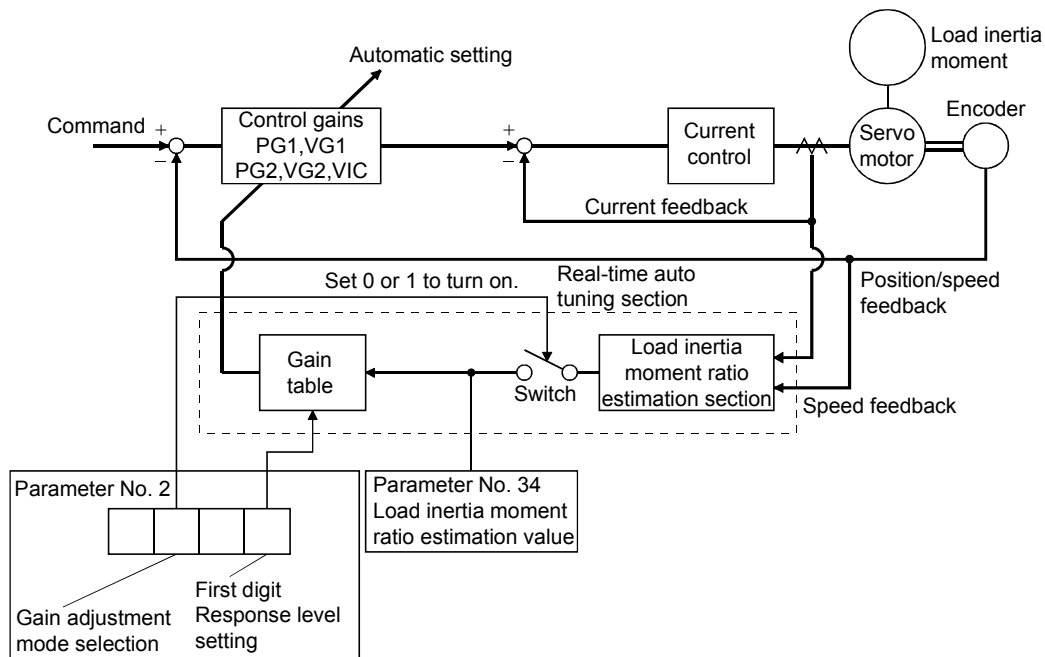 Load inertia
moment
Automatic setting
Encoder
Command
+
−
Control gains
PG1,VG1
PG2,VG2,VIC
+
−
Current
control
Servo
motor
Current feedback
Set 0 or 1 to turn on.
Real-time auto
tuning section
Position/speed
feedback
Gain
table
Switch
Load inertia
moment ratio
estimation section
Speed feedback
Parameter No. 2
Parameter No. 34
Load inertia moment
ratio estimation value
Gain adjustment
mode selection
First digit
Response level
setting